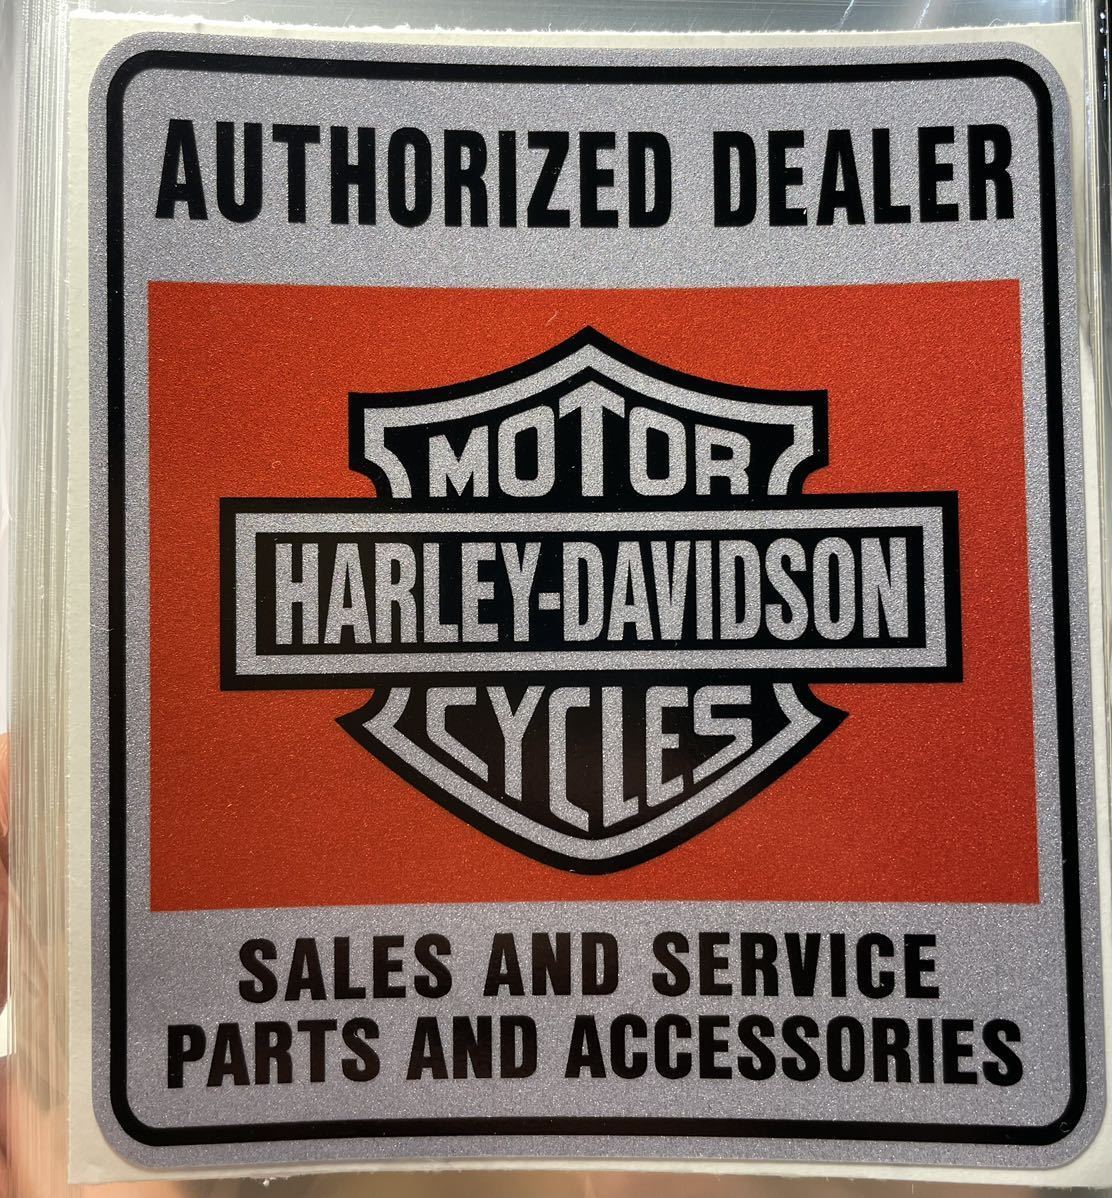 AUTHORIZED DEALER
MOTOR
HARLEY-DAVIDSON
CYCLES
SALES AND SERVICE
PARTS AND ACCESSORIES